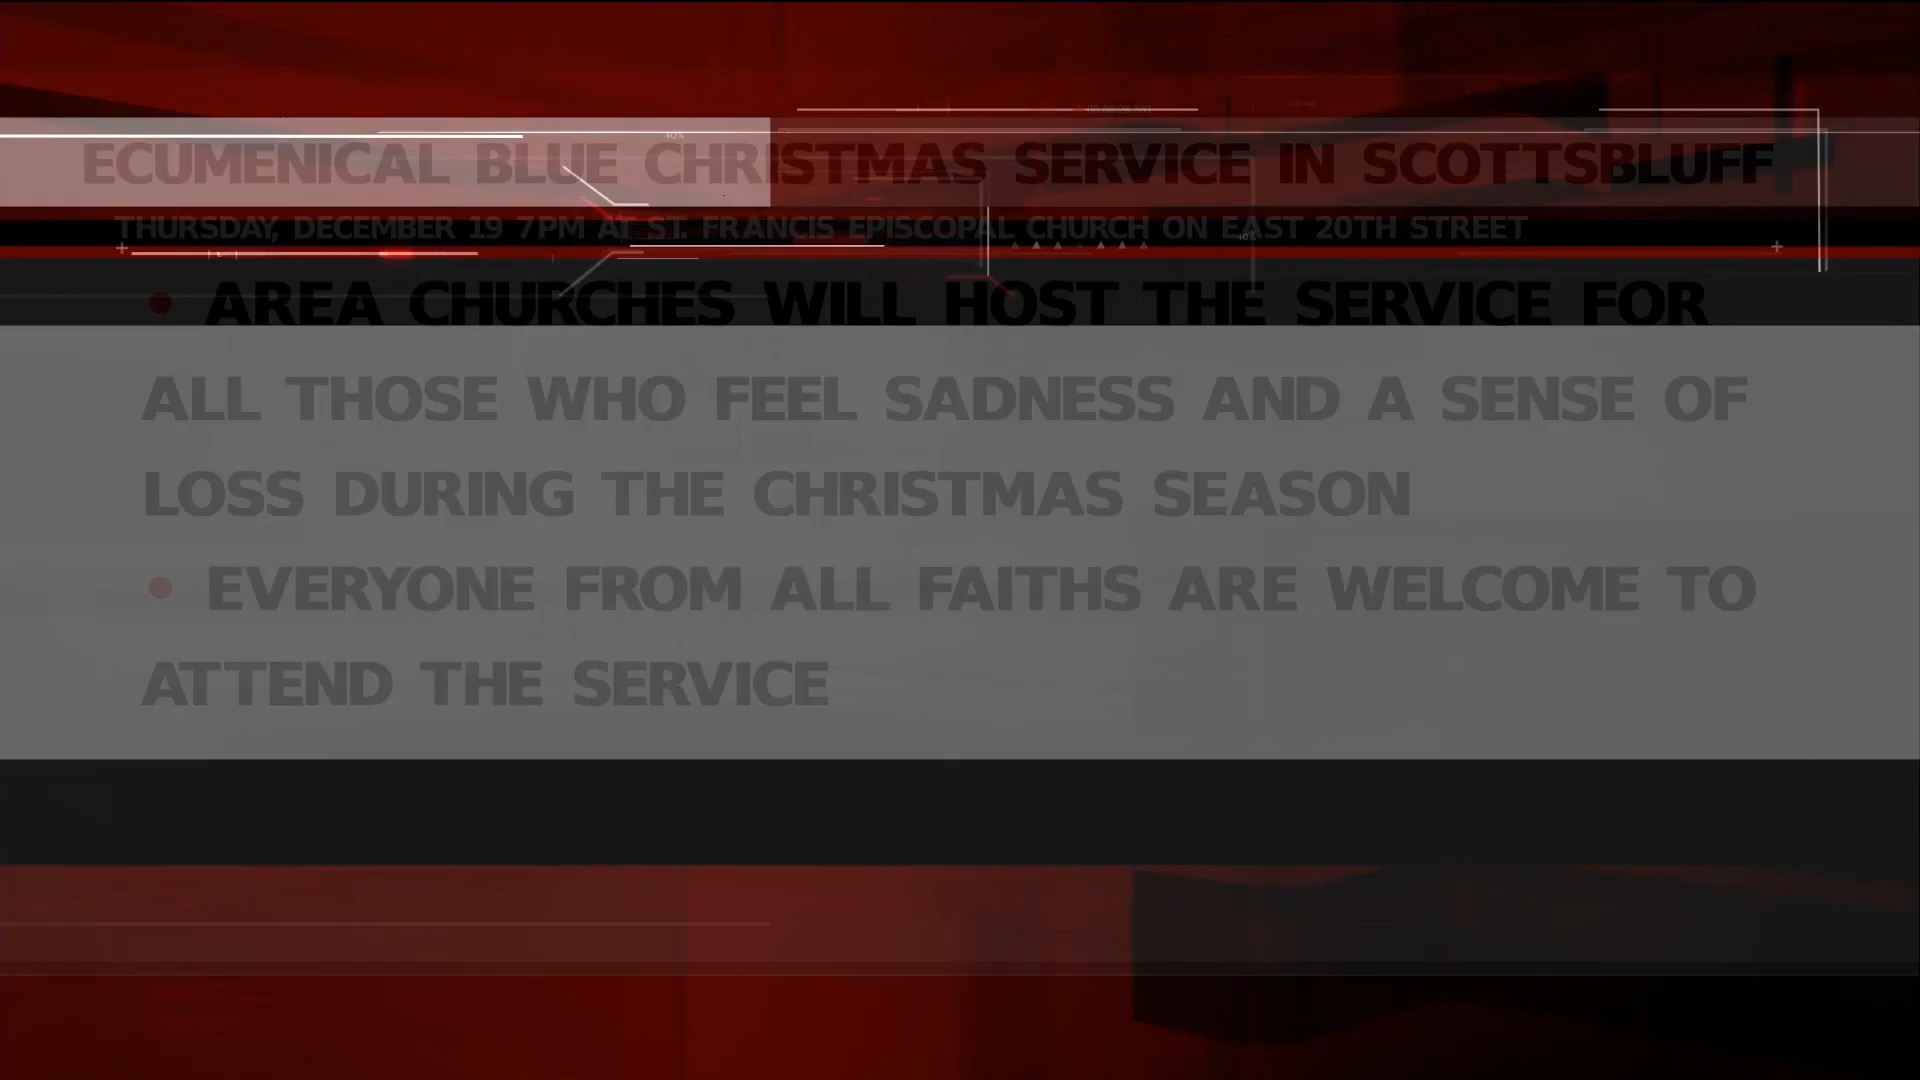 ECUMENICAL BLUE CHRISTMAS SERVICE IN SCOTTSBLUFF
THURSDAY, DECEMBER 19 7PM AT ST. FRANCIS EPISCOPAL CHURCH ON EAST 20TH STREET
• AREA CHURCHES WILL HOST THE SERVICE FOR
ALL THOSE WHO FEEL SADNESS AND A SENSE OF
LOSS DURING THE CHRISTMAS SEASON
• EVERYONE FROM ALL FAITHS ARE WELCOME TO
ATTEND THE SERVICE
40%
40%